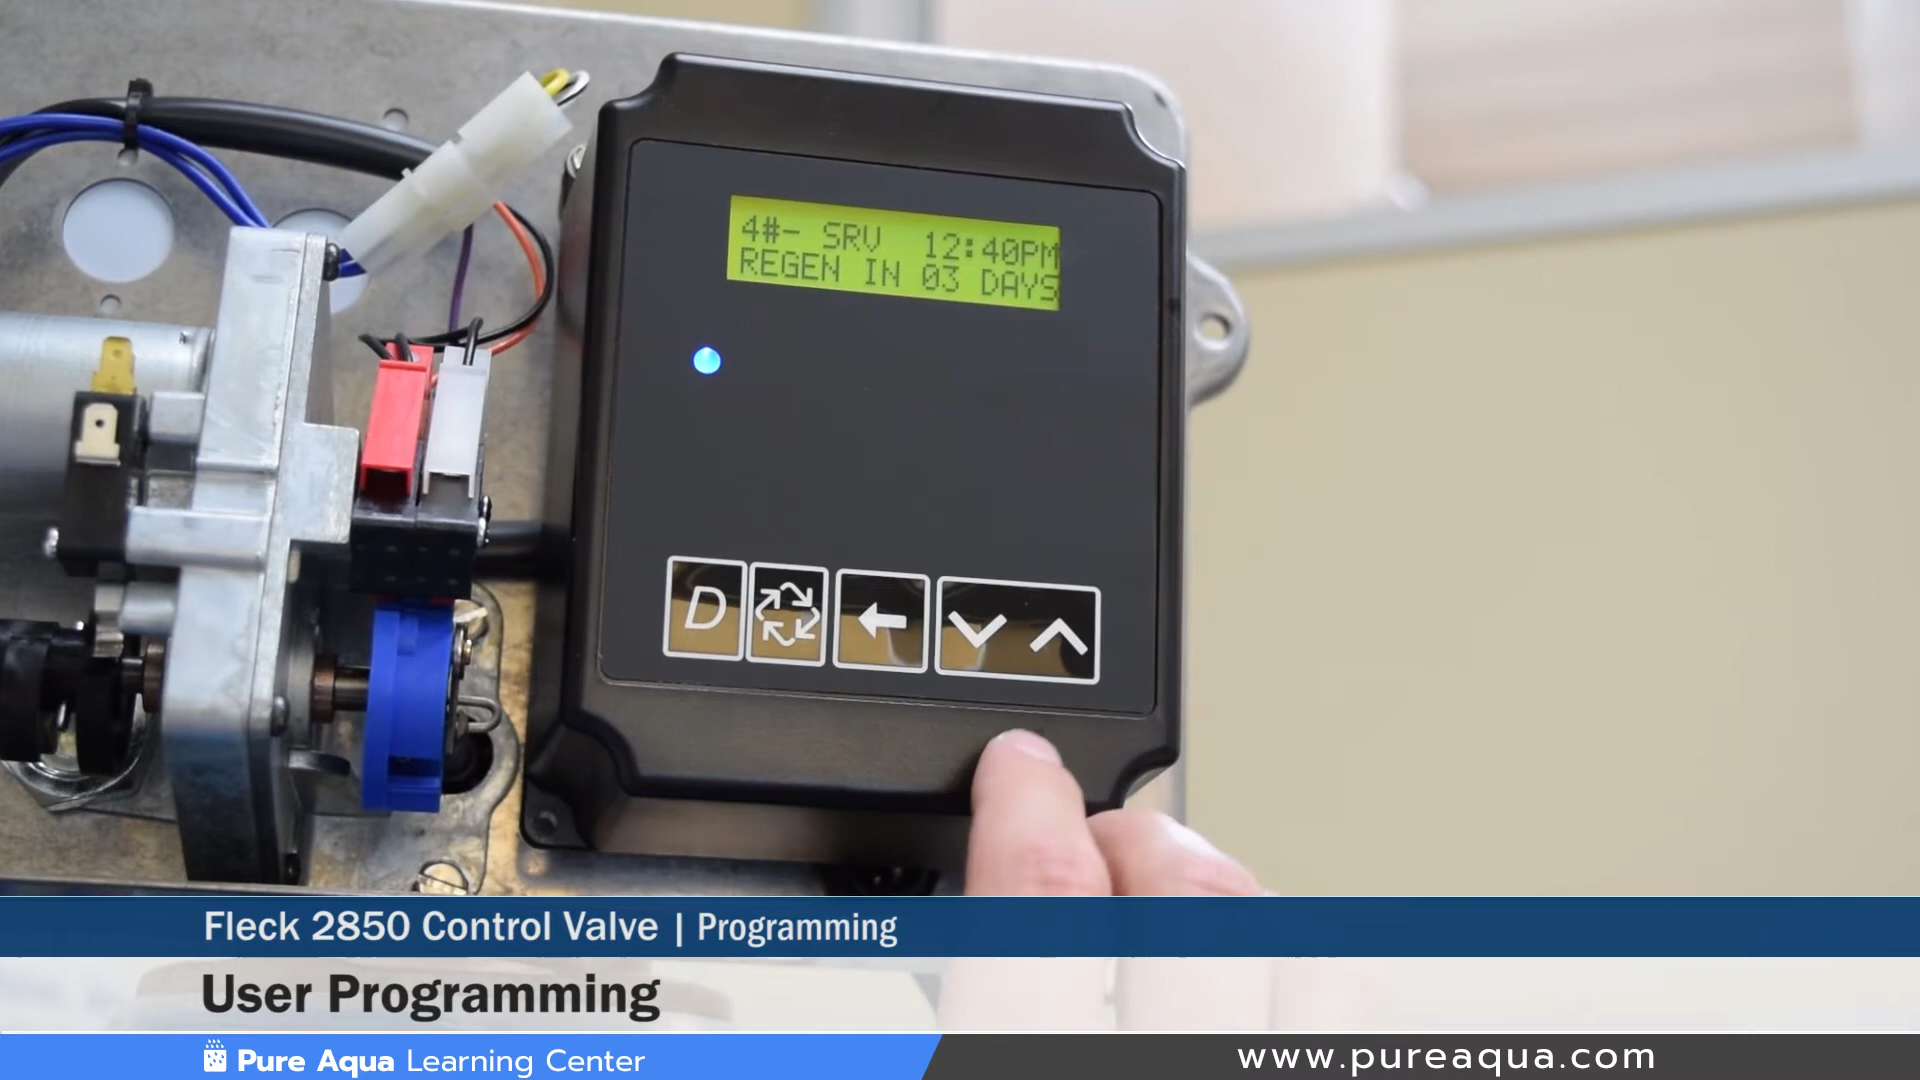 4#- SRV 12:40PM
REGEN IN 03 DAYS
D
Fleck 2850 Control Valve | Programming
User Programming
Pure Aqua Learning Center
www.pureaqua.com